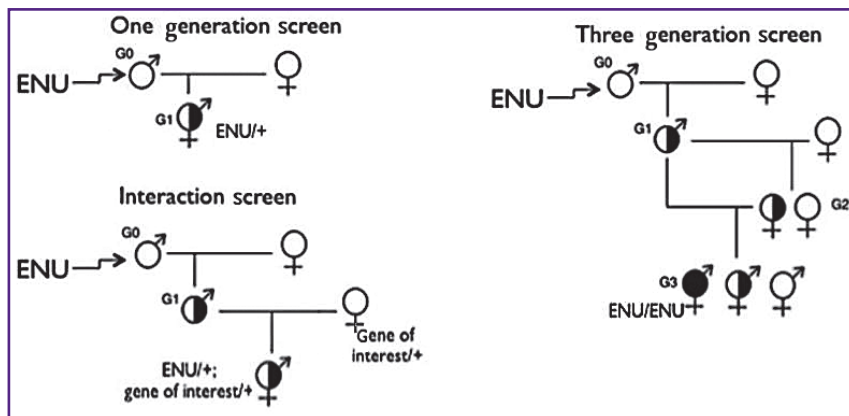 One generation screen
G0
ENU
G1
ENU/+
Interaction screen
G0
ENU
G1
Gene of
interest/+
ENU/+;
gene of interest/+
Three generation screen
G0
ENU
G1
G2
G3
ENU/ENU